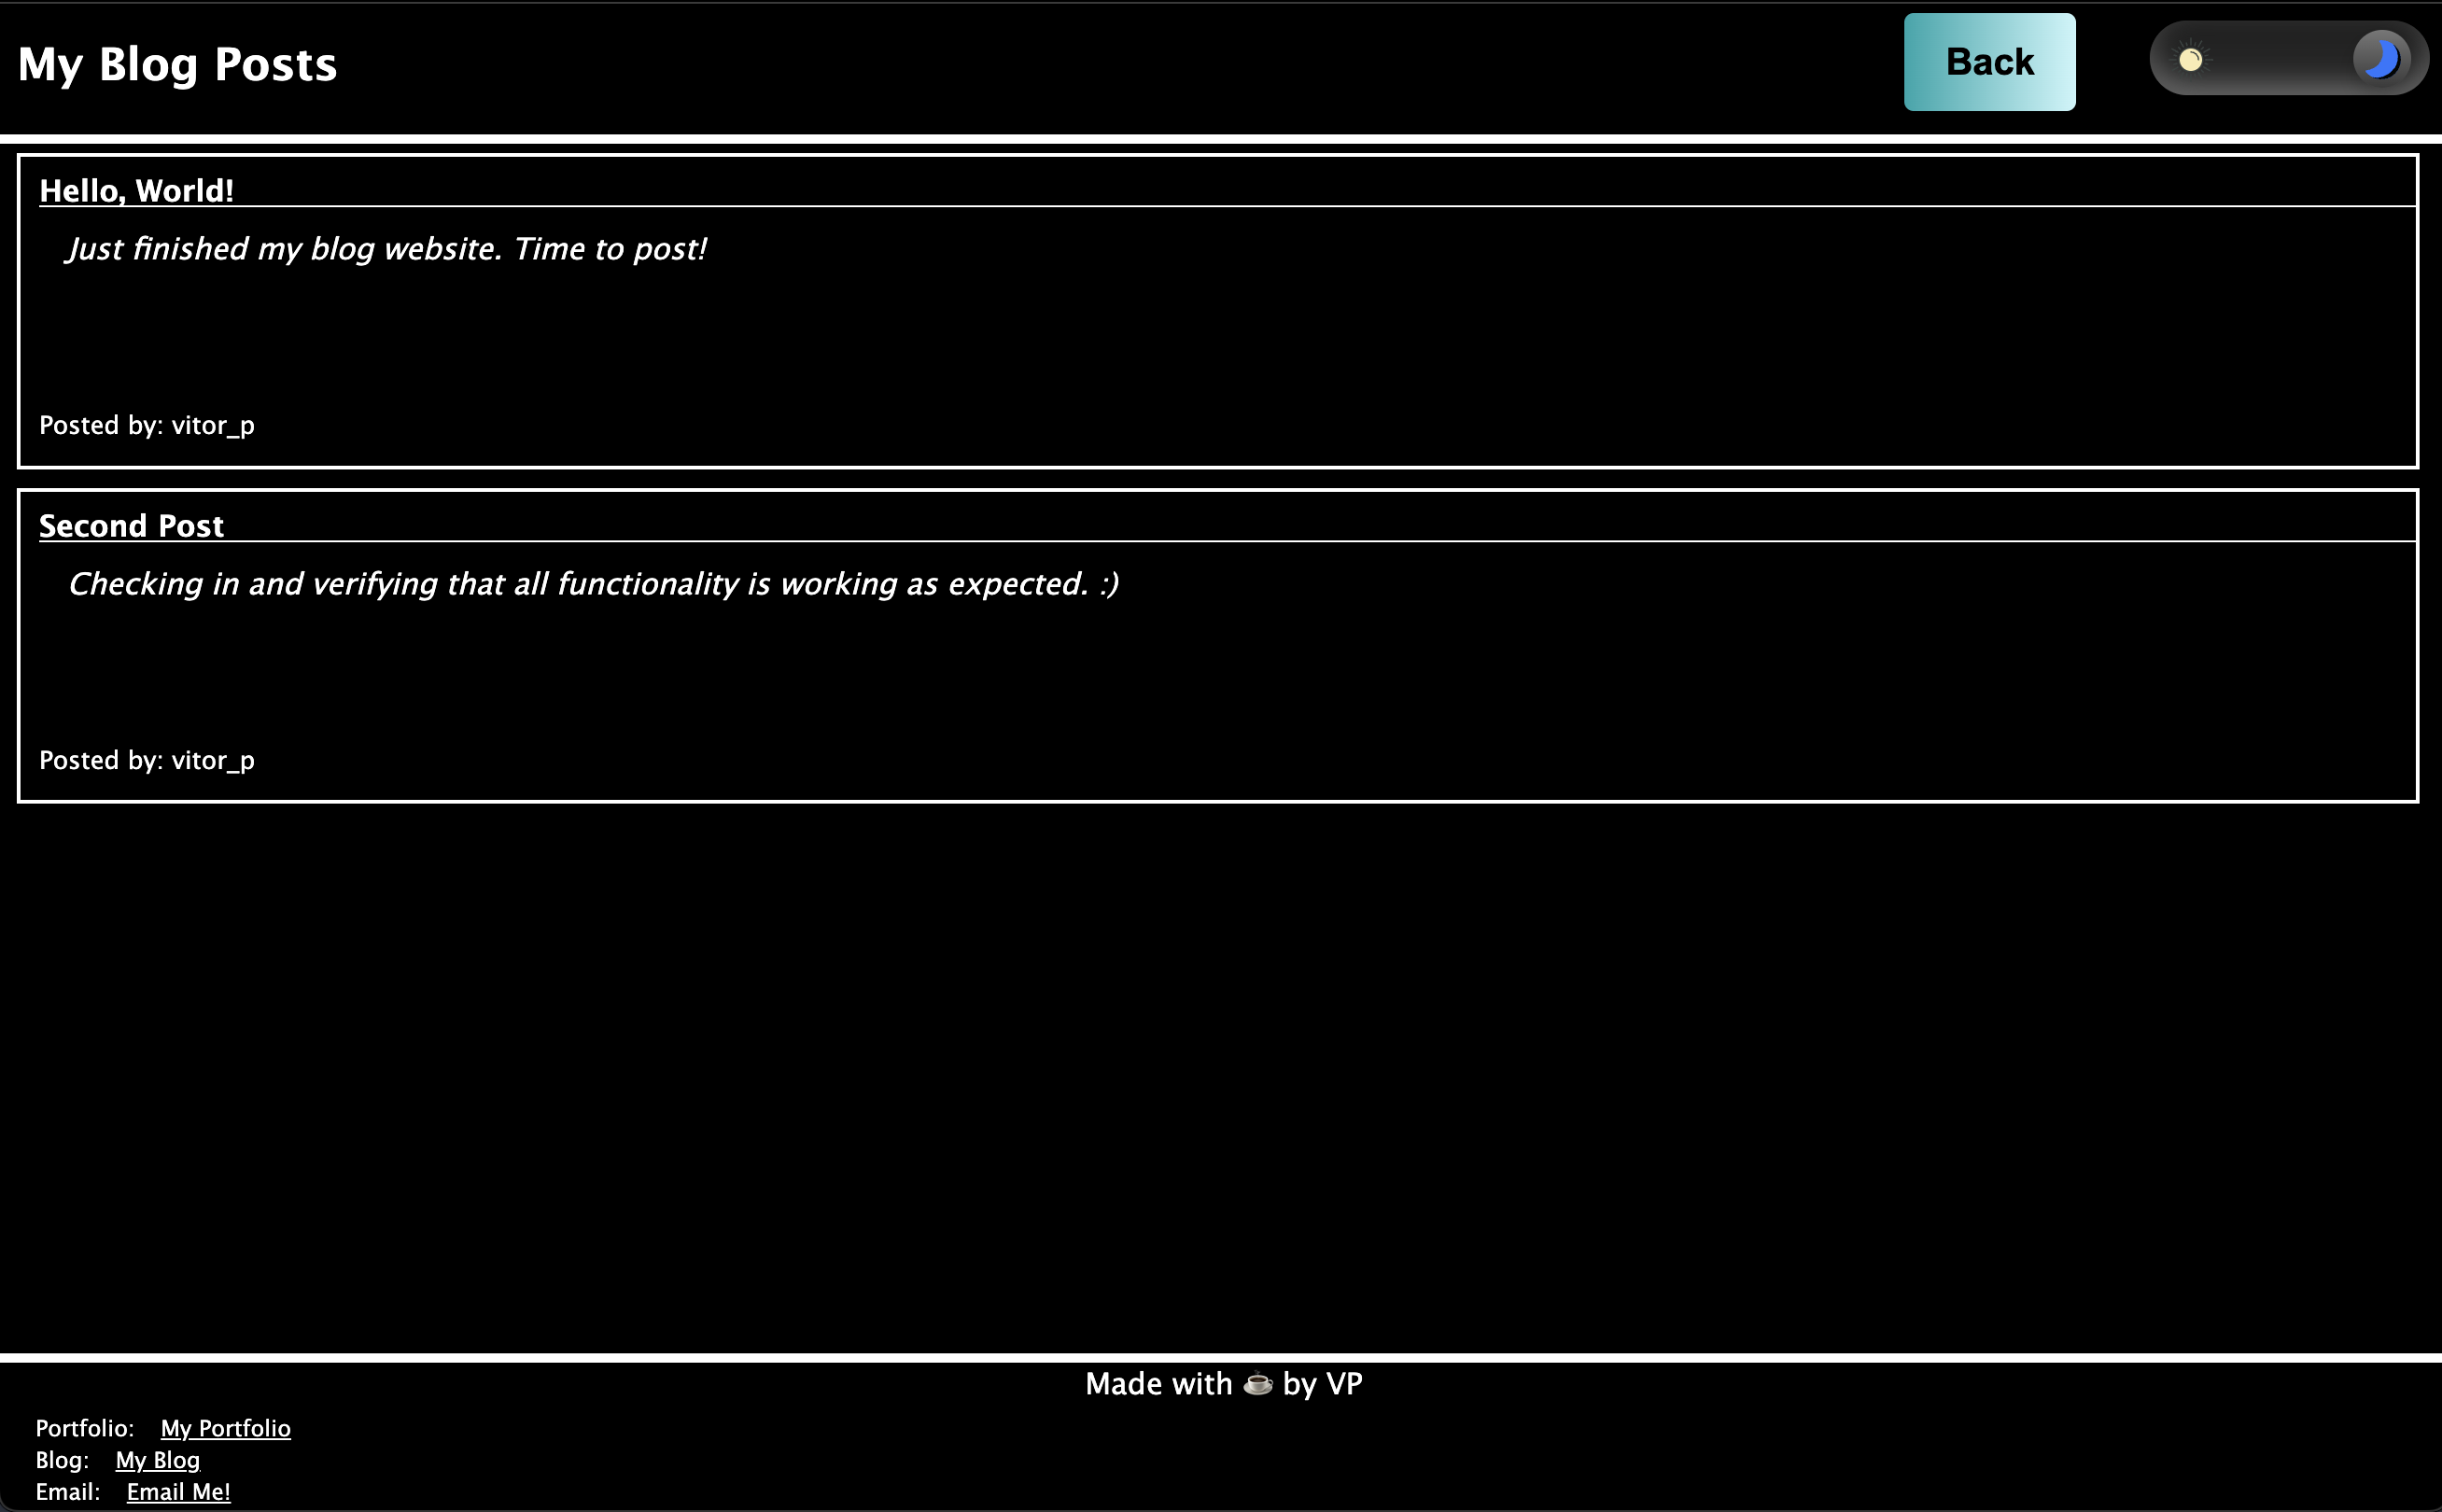 My Blog Posts
Back
Hello, World!
Just finished my blog website. Time to post!
Posted by: vitor_p
Second Post
Checking in and verifying that all functionality is working as expected. :)
Posted by: vitor_p
Made with ☕ by VP
Portfolio: My Portfolio
Blog: My Blog
Email: Email Me!